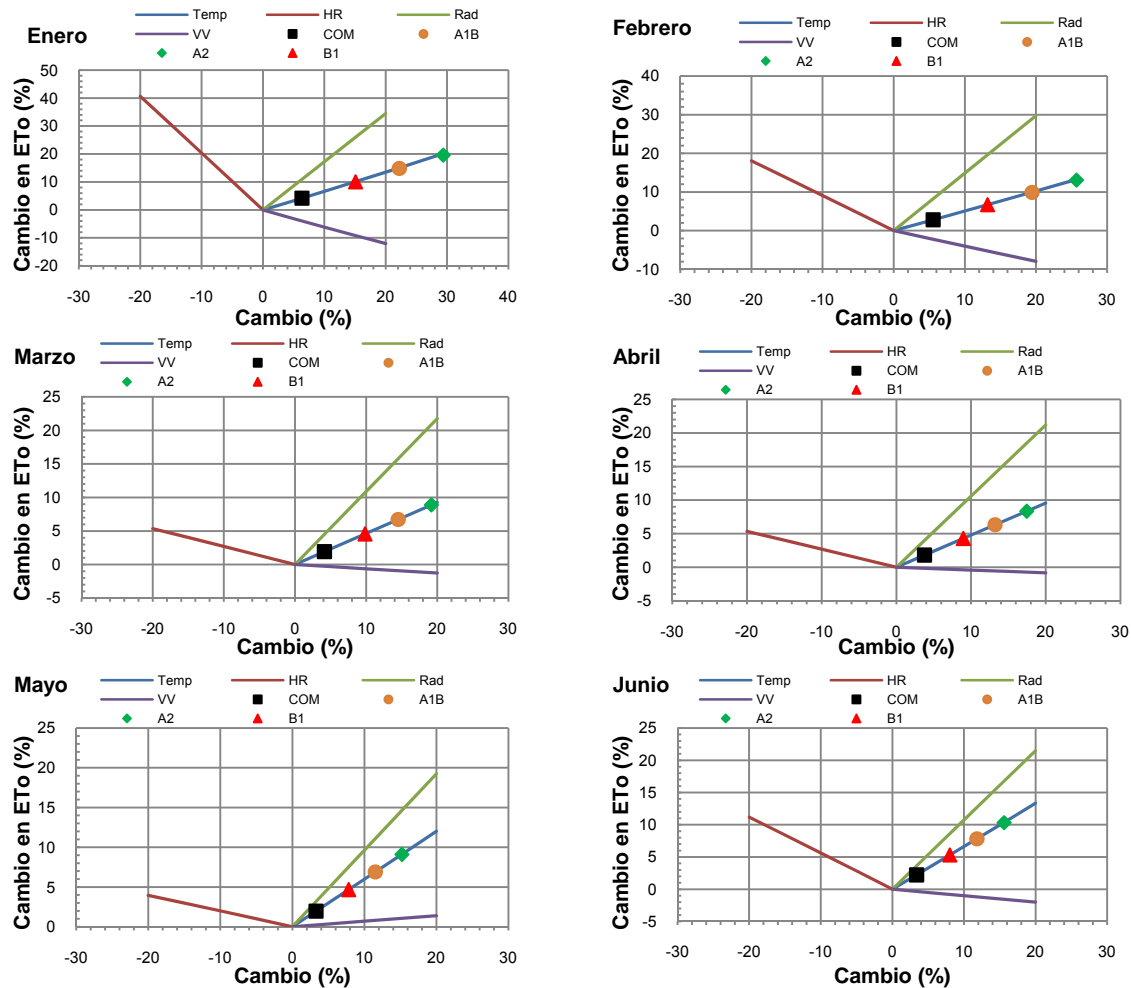 Enero
Temp HR Rad
VV COM A1B
A2 B1
Cambio en ETo (%)
50
40
30
20
10
0
-10
-20
-30 -20 -10 0 10 20 30 40
Cambio (%)
Febrero
Temp HR Rad
VV COM A1B
A2 B1
Cambio en ETo (%)
40
30
20
10
0
-10
-30 -20 -10 0 10 20 30
Cambio (%)
Marzo
Temp HR Rad
VV COM A1B
A2 B1
Cambio en ETo (%)
25
20
15
10
5
0
-5
-30 -20 -10 0 10 20 30
Cambio (%)
Abril
Temp HR Rad
VV COM A1B
A2 B1
Cambio en ETo (%)
25
20
15
10
5
0
-5
-30 -20 -10 0 10 20 30
Cambio (%)
Mayo
Temp HR Rad
VV COM A1B
A2 B1
Cambio en ETo (%)
25
20
15
10
5
0
-30 -20 -10 0 10 20 30
Cambio (%)
Junio
Temp HR Rad
VV COM A1B
A2 B1
Cambio en ETo (%)
25
20
15
10
5
0
-5
-30 -20 -10 0 10 20 30
Cambio (%)